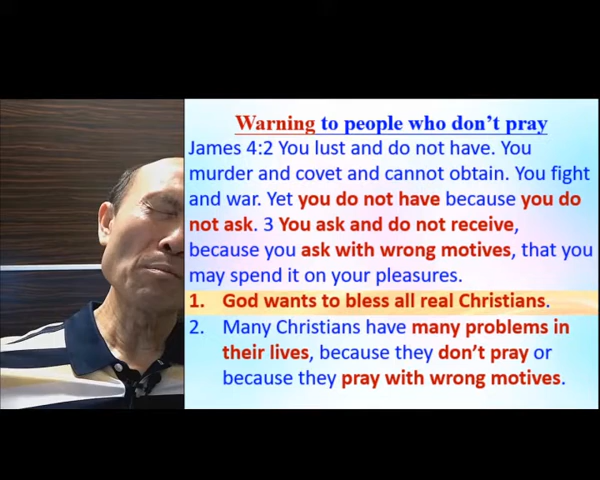 Warning to people who don't pray
James 4:2 You lust and do not have. You
murder and covet and cannot obtain. You fight
and war. Yet you do not have because you do
not ask. 3 You ask and do not receive,
because you ask with wrong motives, that you
may spend it on your pleasures.
1. God wants to bless all real Christians.
2. Many Christians have many problems in
their lives, because they don't pray or
because they pray with wrong motives.